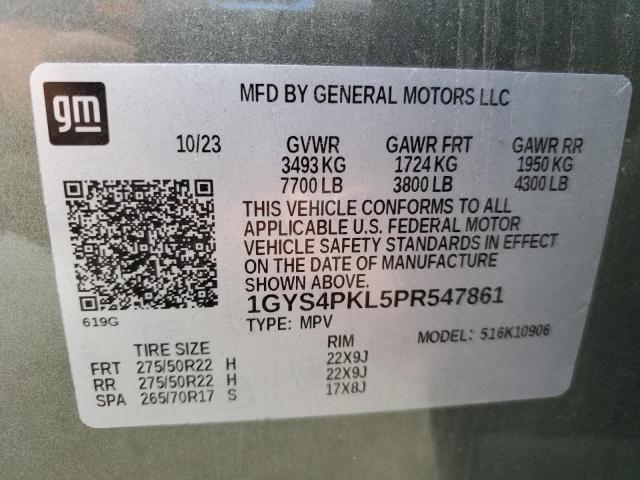 gm
MFD BY GENERAL MOTORS LLC
10/23 GVWR GAWR FRT GAWR RR
3493 KG 1724 KG 1950 KG
7700 LB 3800 LB 4300 LB
THIS VEHICLE CONFORMS TO ALL
APPLICABLE U.S. FEDERAL MOTOR
VEHICLE SAFETY STANDARDS IN EFFECT
ON THE DATE OF MANUFACTURE
SHOWN ABOVE.
1GYS4PKL5PR547861
619G
TYPE: MPV MODEL: 516K10906
TIRE SIZE RIM
FRT 275/50R22 H 22X9J
RR 275/50R22 H 22X9J
SPA 265/70R17 S 17X8J